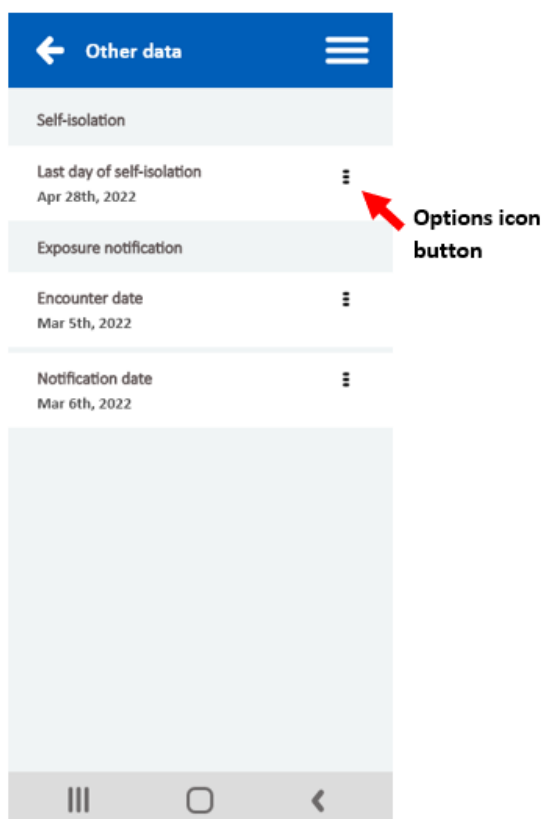 Other data
Self-isolation
Last day of self-isolation
Apr 28th, 2022
Options icon
button
Exposure notification
Encounter date
Mar 5th, 2022
Notification date
Mar 6th, 2022